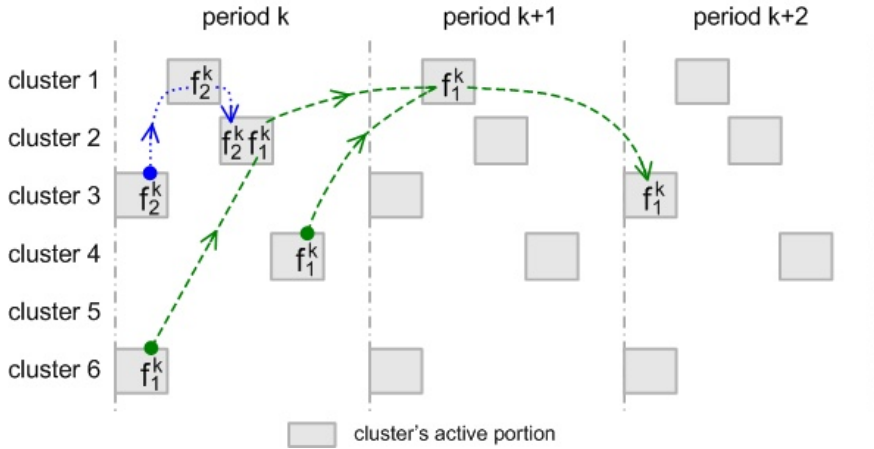 period k period k+1 period k+2
cluster 1 f₂ᵏ f₁ᵏ
cluster 2 f₂ᵏ f₁ᵏ
cluster 3 f₂ᵏ f₁ᵏ
cluster 4 f₁ᵏ
cluster 5
cluster 6 f₁ᵏ
cluster's active portion